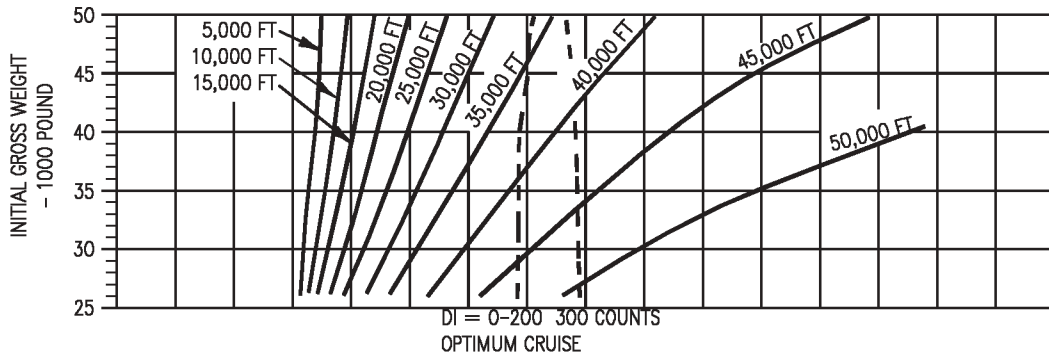 INITIAL GROSS WEIGHT
– 1000 POUND
50
45
40
35
30
25
5,000 FT
10,000 FT
15,000 FT
20,000 FT
25,000 FT
30,000 FT
35,000 FT
40,000 FT
45,000 FT
50,000 FT
DI = 0–200 300 COUNTS
OPTIMUM CRUISE